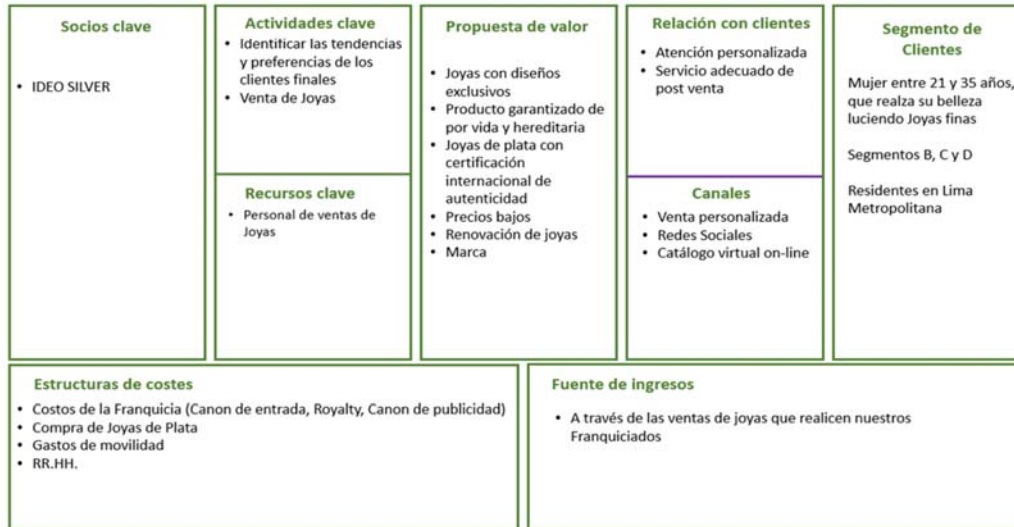 Socios clave
• IDEO SILVER
Actividades clave
• Identificar las tendencias
y preferencias de los
clientes finales
• Venta de Joyas
Recursos clave
• Personal de ventas de
Joyas
Propuesta de valor
• Joyas con diseños
exclusivos
• Producto garantizado de
por vida y hereditaria
• Joyas de plata con
certificación
internacional de
autenticidad
• Precios bajos
• Renovación de joyas
• Marca
Relación con clientes
• Atención personalizada
• Servicio adecuado de
post venta
Canales
• Venta personalizada
• Redes Sociales
• Catálogo virtual on-line
Segmento de
Clientes
Mujer entre 21 y 35 años,
que realza su belleza
luciendo Joyas finas
Segmentos B, C y D
Residentes en Lima
Metropolitana
Estructuras de costes
• Costos de la Franquicia (Canon de entrada, Royalty, Canon de publicidad)
• Compra de Joyas de Plata
• Gastos de movilidad
• RR.HH.
Fuente de ingresos
• A través de las ventas de joyas que realicen nuestros
Franquiciados